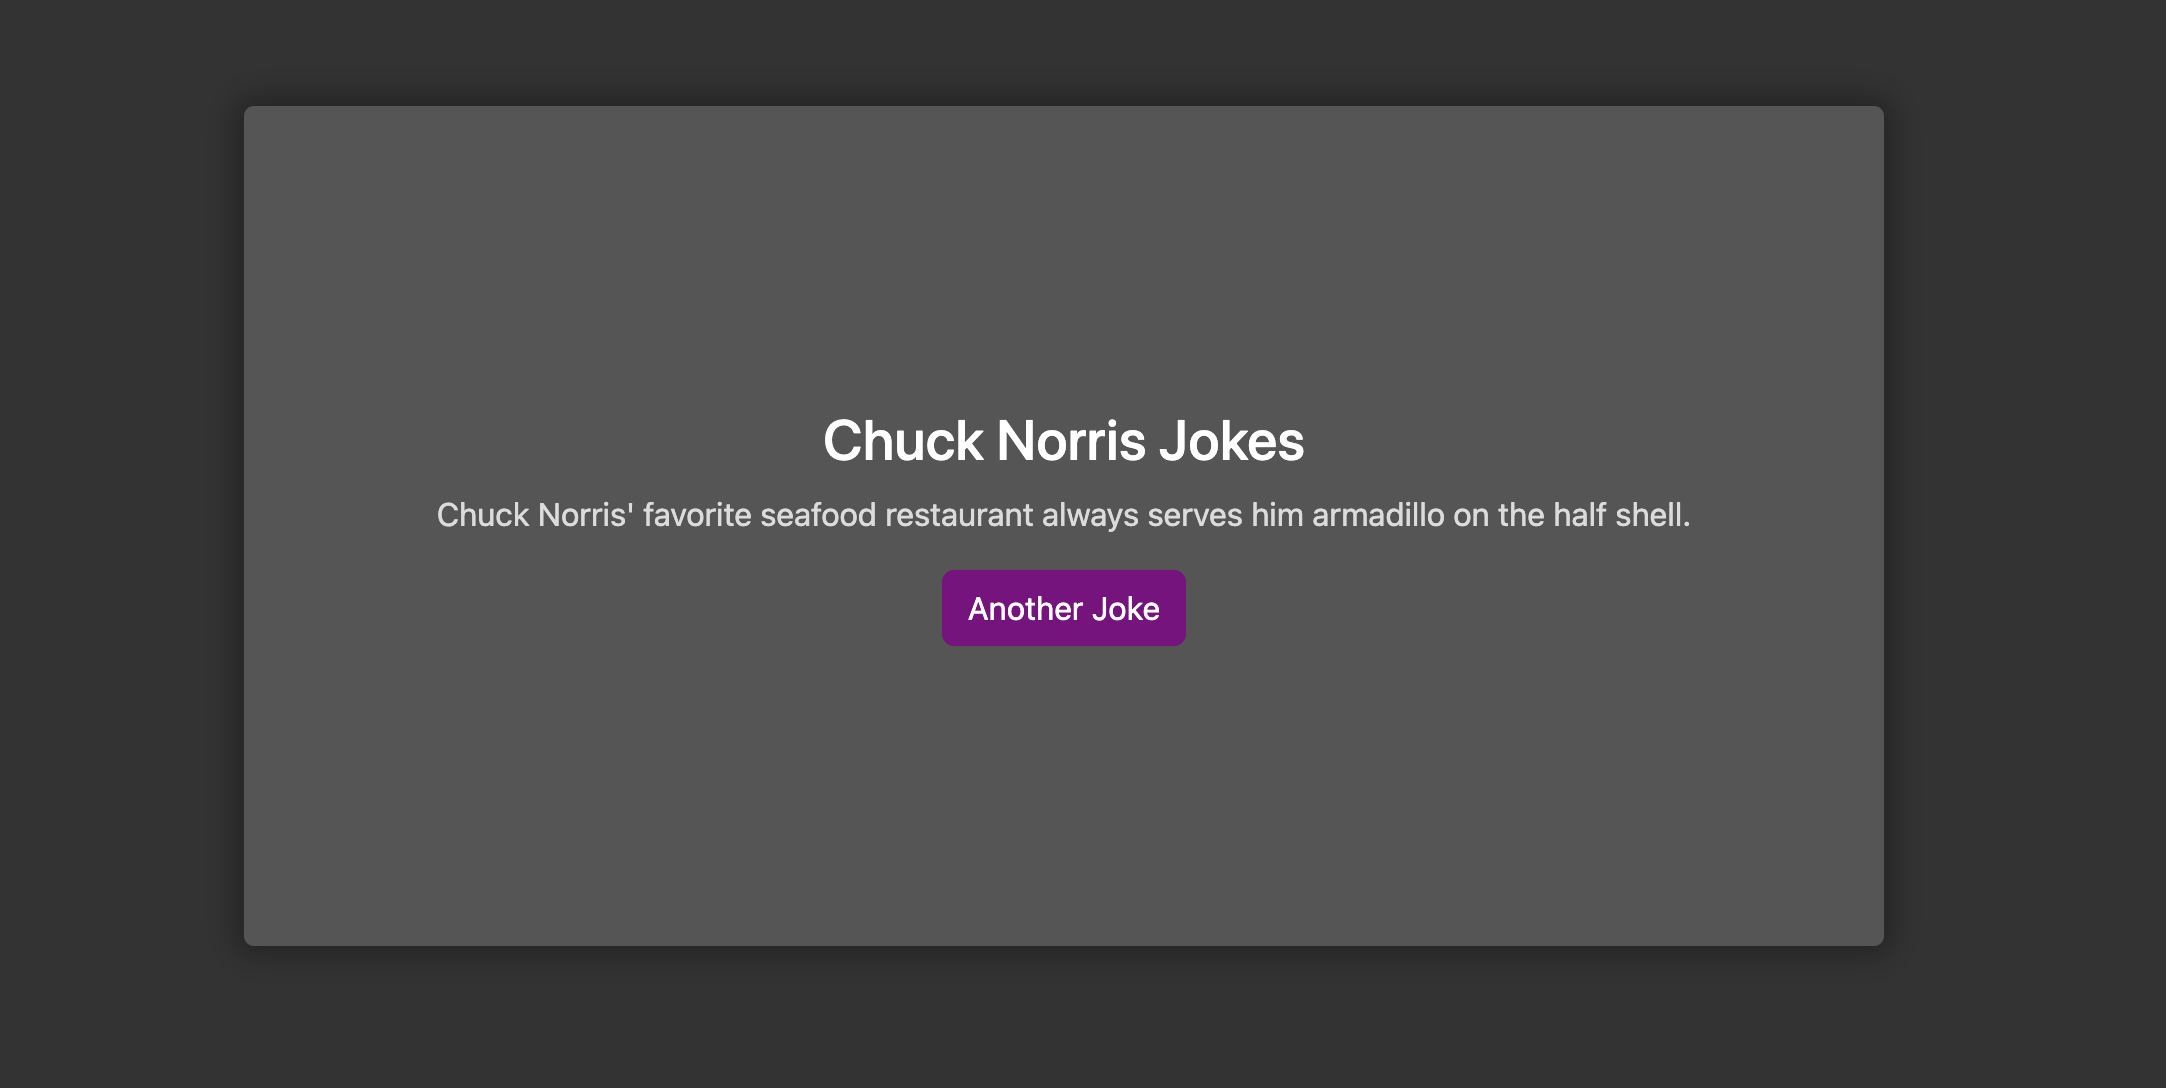 Chuck Norris Jokes
Chuck Norris' favorite seafood restaurant always serves him armadillo on the half shell.
Another Joke